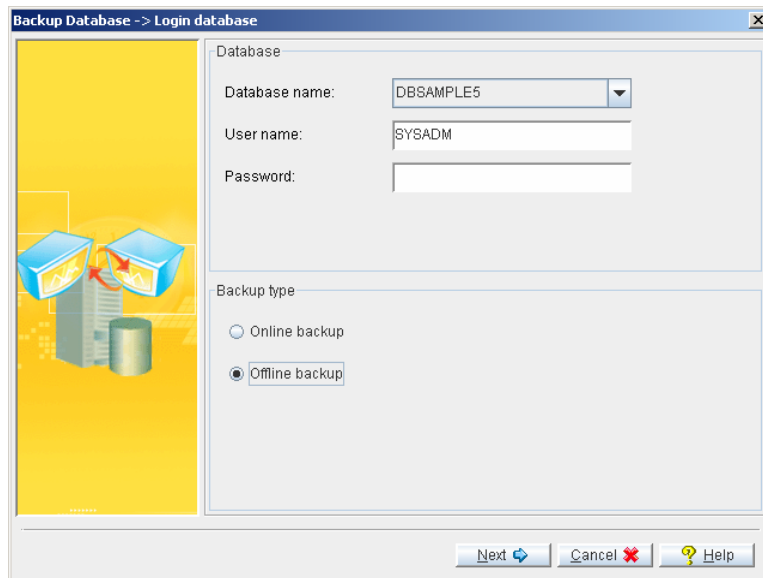 Backup Database -> Login database
Database
Database name: DBSAMPLE5
User name: SYSADM
Password:
Backup type
Online backup
Offline backup
Next Cancel Help